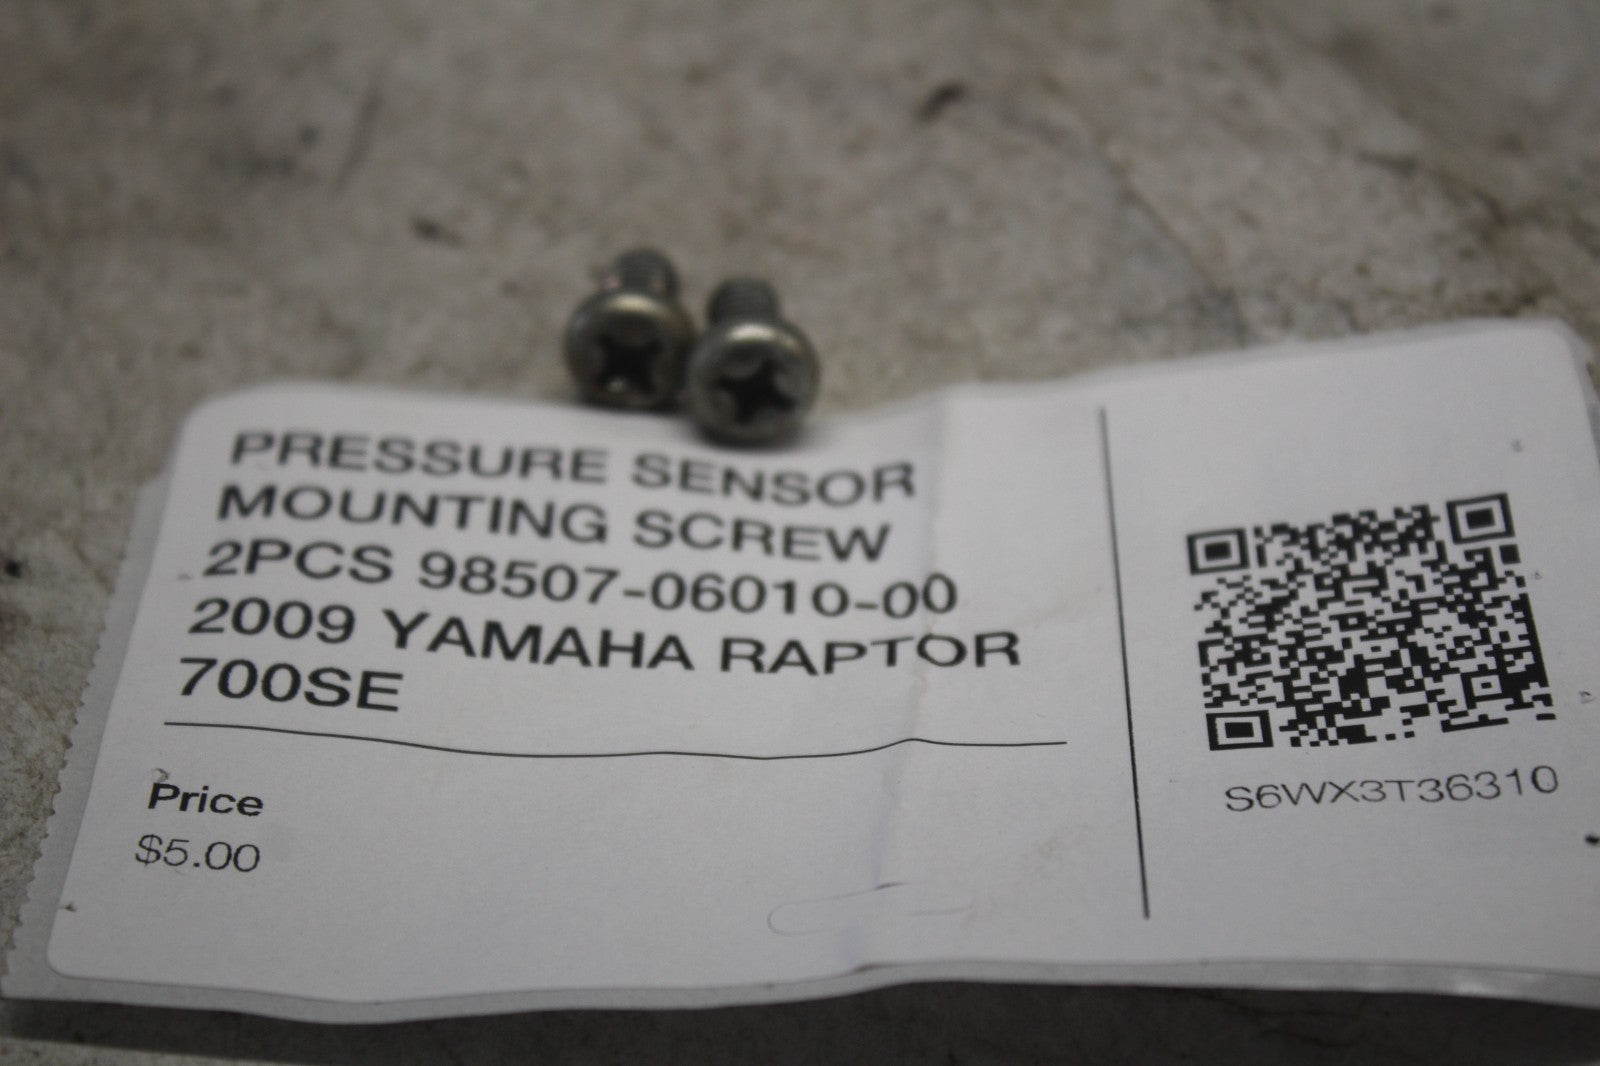 PRESSURE SENSOR
MOUNTING SCREW
2PCS 98507-06010-00
2009 YAMAHA RAPTOR
700SE
Price
$5.00
S6WX3T36310